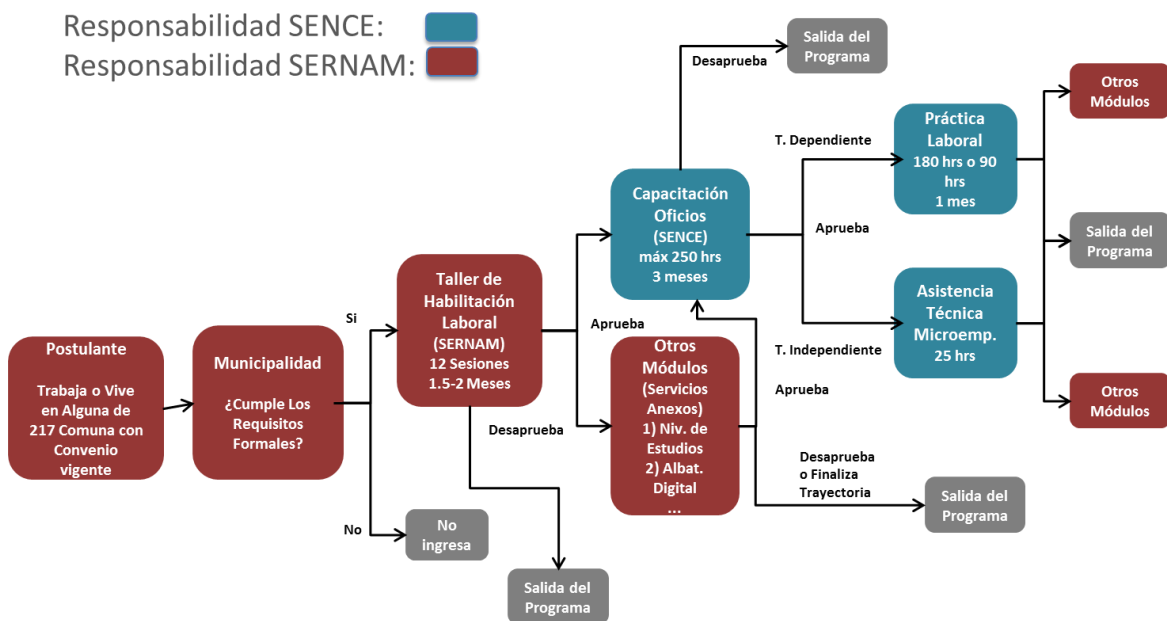 Responsabilidad SENCE:
Responsabilidad SERNAM:
Postulante
Trabaja o Vive
en Alguna de
217 Comuna con
Convenio
vigente
Municipalidad
¿Cumple Los
Requisitos
Formales?
Si
No
No
ingresa
Taller de
Habilitación
Laboral
(SERNAM)
12 Sesiones
1.5-2 Meses
Desaprueba
Salida del
Programa
Aprueba
Capacitación
Oficios
(SENCE)
máx 250 hrs
3 meses
Desaprueba
Salida del
Programa
Otros
Módulos
(Servicios
Anexos)
1) Niv. de
Estudios
2) Albat.
Digital
...
Aprueba
Desaprueba
o Finaliza
Trayectoria
Salida del
Programa
T. Dependiente
Aprueba
T. Independiente
Práctica
Laboral
180 hrs o 90
hrs
1 mes
Asistencia
Técnica
Microemp.
25 hrs
Otros
Módulos
Salida del
Programa
Otros
Módulos